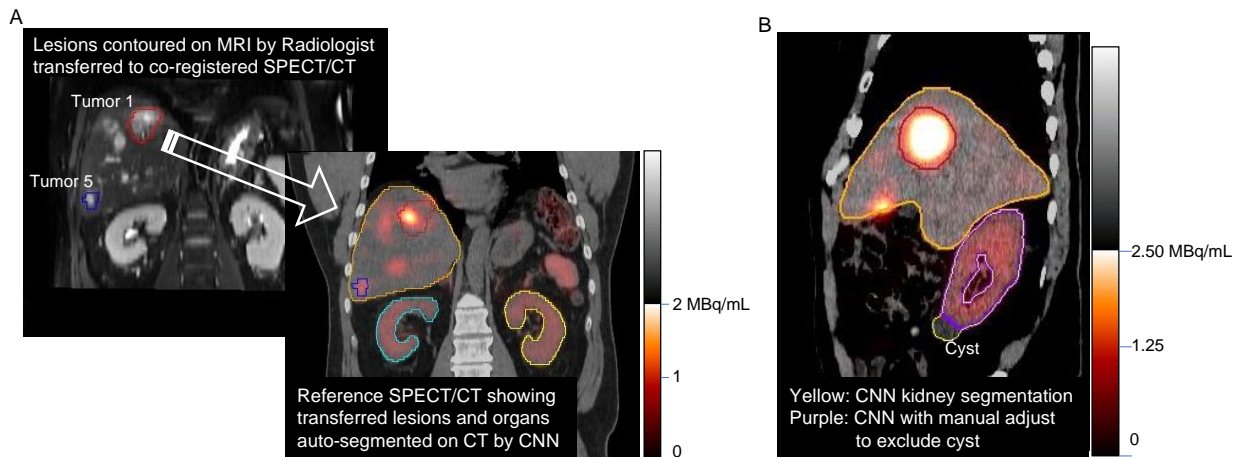 A
Lesions contoured on MRI by Radiologist
transferred to co-registered SPECT/CT
Tumor 1
Tumor 5
2 MBq/mL
1
0
Reference SPECT/CT showing
transferred lesions and organs
auto-segmented on CT by CNN
B
2.50 MBq/mL
1.25
0
Cyst
Yellow: CNN kidney segmentation
Purple: CNN with manual adjust
to exclude cyst